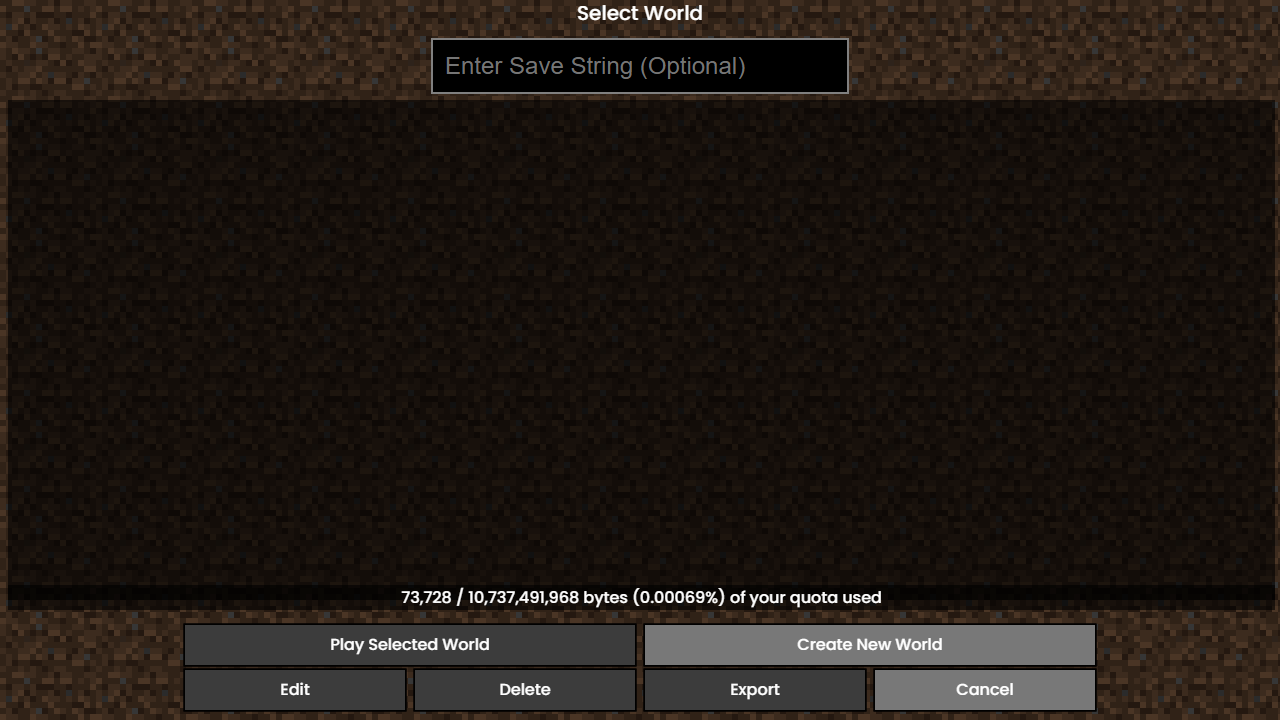 Select World
Enter Save String (Optional)
73,728 / 10,737,491,968 bytes (0.00069%) of your quota used
Play Selected World
Create New World
Edit
Delete
Export
Cancel